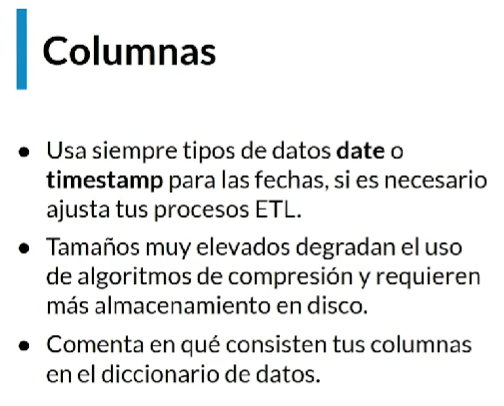 Columnas
● Usa siempre tipos de datos date o
timestamp para las fechas, si es necesario
ajusta tus procesos ETL.
● Tamaños muy elevados degradan el uso
de algoritmos de compresión y requieren
más almacenamiento en disco.
● Comenta en qué consisten tus columnas
en el diccionario de datos.